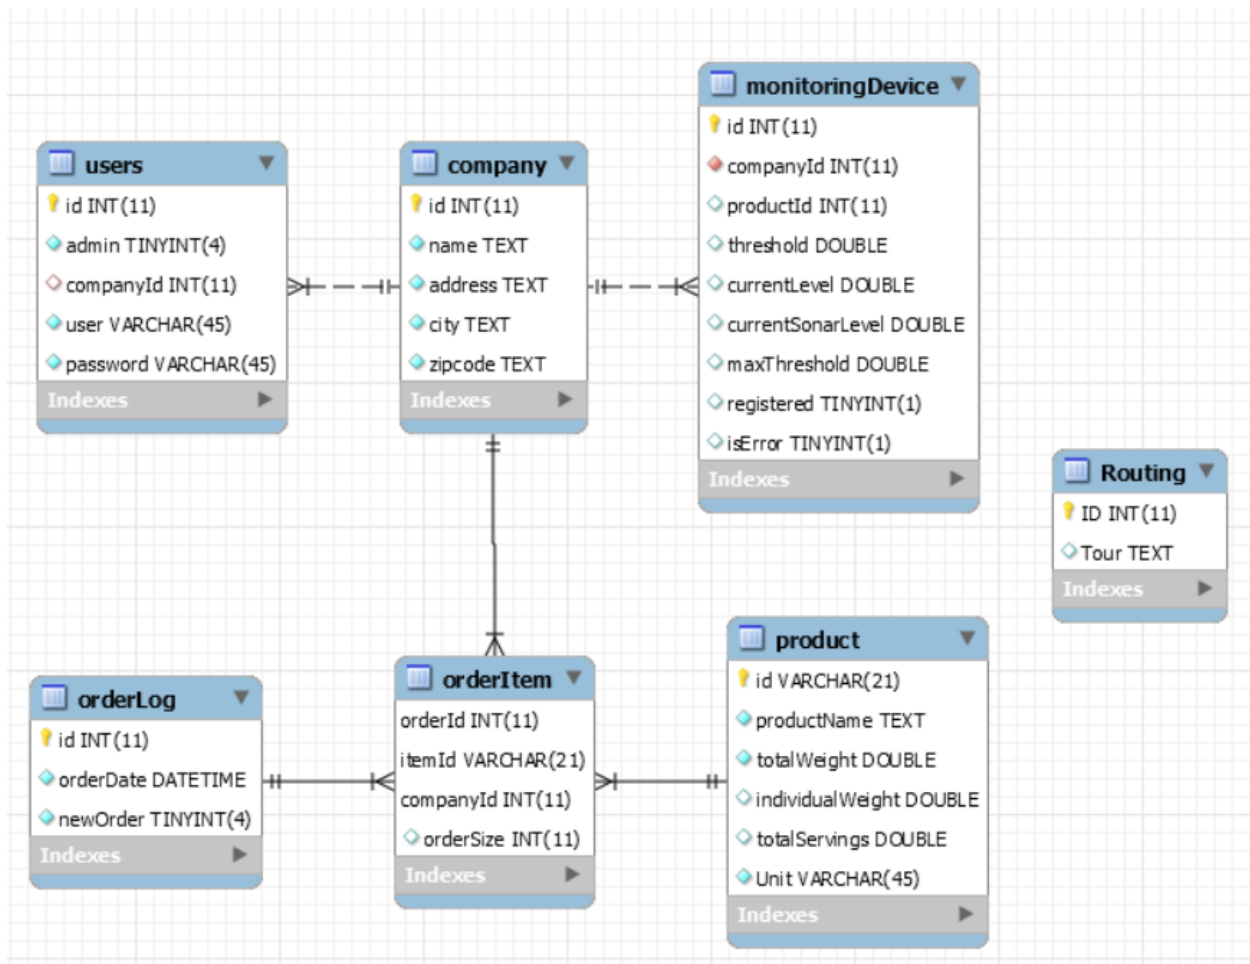 monitoringDevice
id INT(11)
companyId INT(11)
productId INT(11)
threshold DOUBLE
currentLevel DOUBLE
currentSonarLevel DOUBLE
maxThreshold DOUBLE
registered TINYINT(1)
isError TINYINT(1)
Indexes
users
id INT(11)
admin TINYINT(4)
companyId INT(11)
user VARCHAR(45)
password VARCHAR(45)
Indexes
company
id INT(11)
name TEXT
address TEXT
city TEXT
zipcode TEXT
Indexes
Routing
ID INT(11)
Tour TEXT
Indexes
orderLog
id INT(11)
orderDate DATETIME
newOrder TINYINT(4)
Indexes
orderItem
orderId INT(11)
itemId VARCHAR(21)
companyId INT(11)
orderSize INT(11)
Indexes
product
id VARCHAR(21)
productName TEXT
totalWeight DOUBLE
individualWeight DOUBLE
totalServings DOUBLE
Unit VARCHAR(45)
Indexes